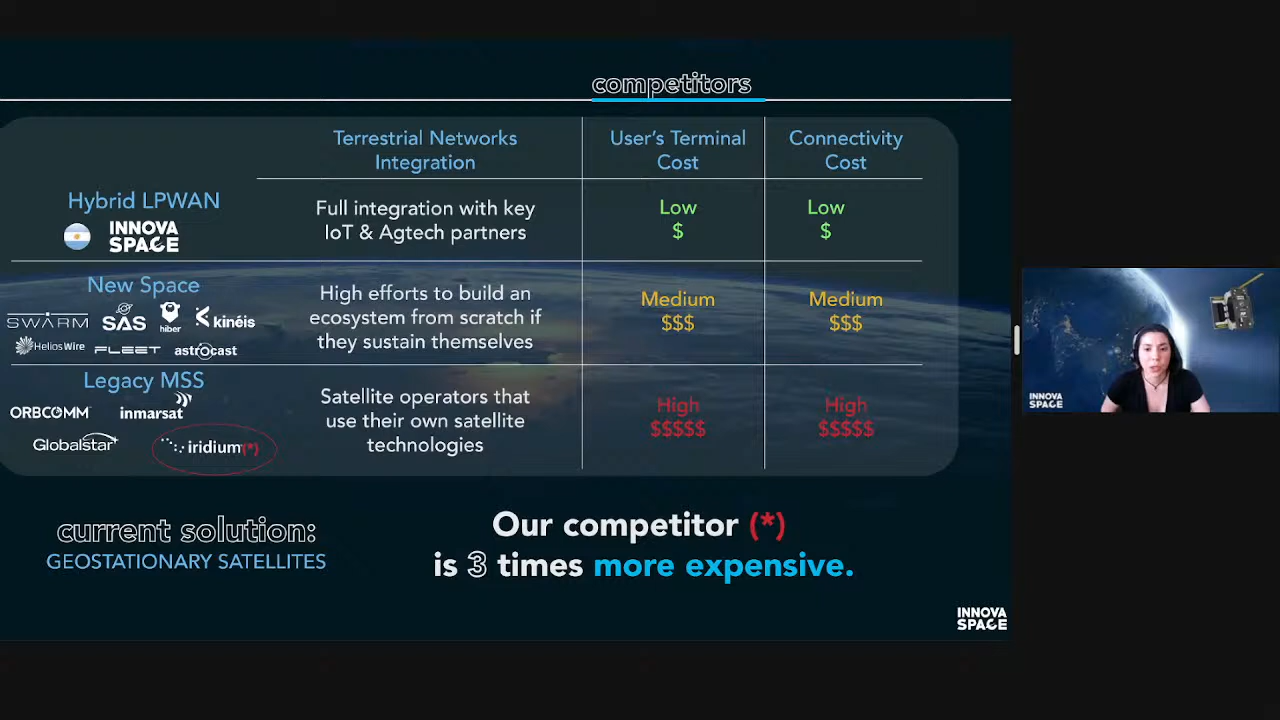 competitors
Terrestrial Networks
Integration
User's Terminal
Cost
Connectivity
Cost
Hybrid LPWAN
INNOVA
SPACE
Full integration with key
IoT & Agtech partners
Low
$
Low
$
New Space
SWARM
SAS
hiber
kinéis
HeliosWire
FLEET
astrocast
High efforts to build an
ecosystem from scratch if
they sustain themselves
Medium
$$$
Medium
$$$
Legacy MSS
ORBCOMM
inmarsat
Globalstar
iridium(*)
Satellite operators that
use their own satellite
technologies
High
$$$$$
High
$$$$$
current solution:
GEOSTATIONARY SATELLITES
Our competitor (*)
is 3 times more expensive.
INNOVA
SPACE
INNOVA
SPACE